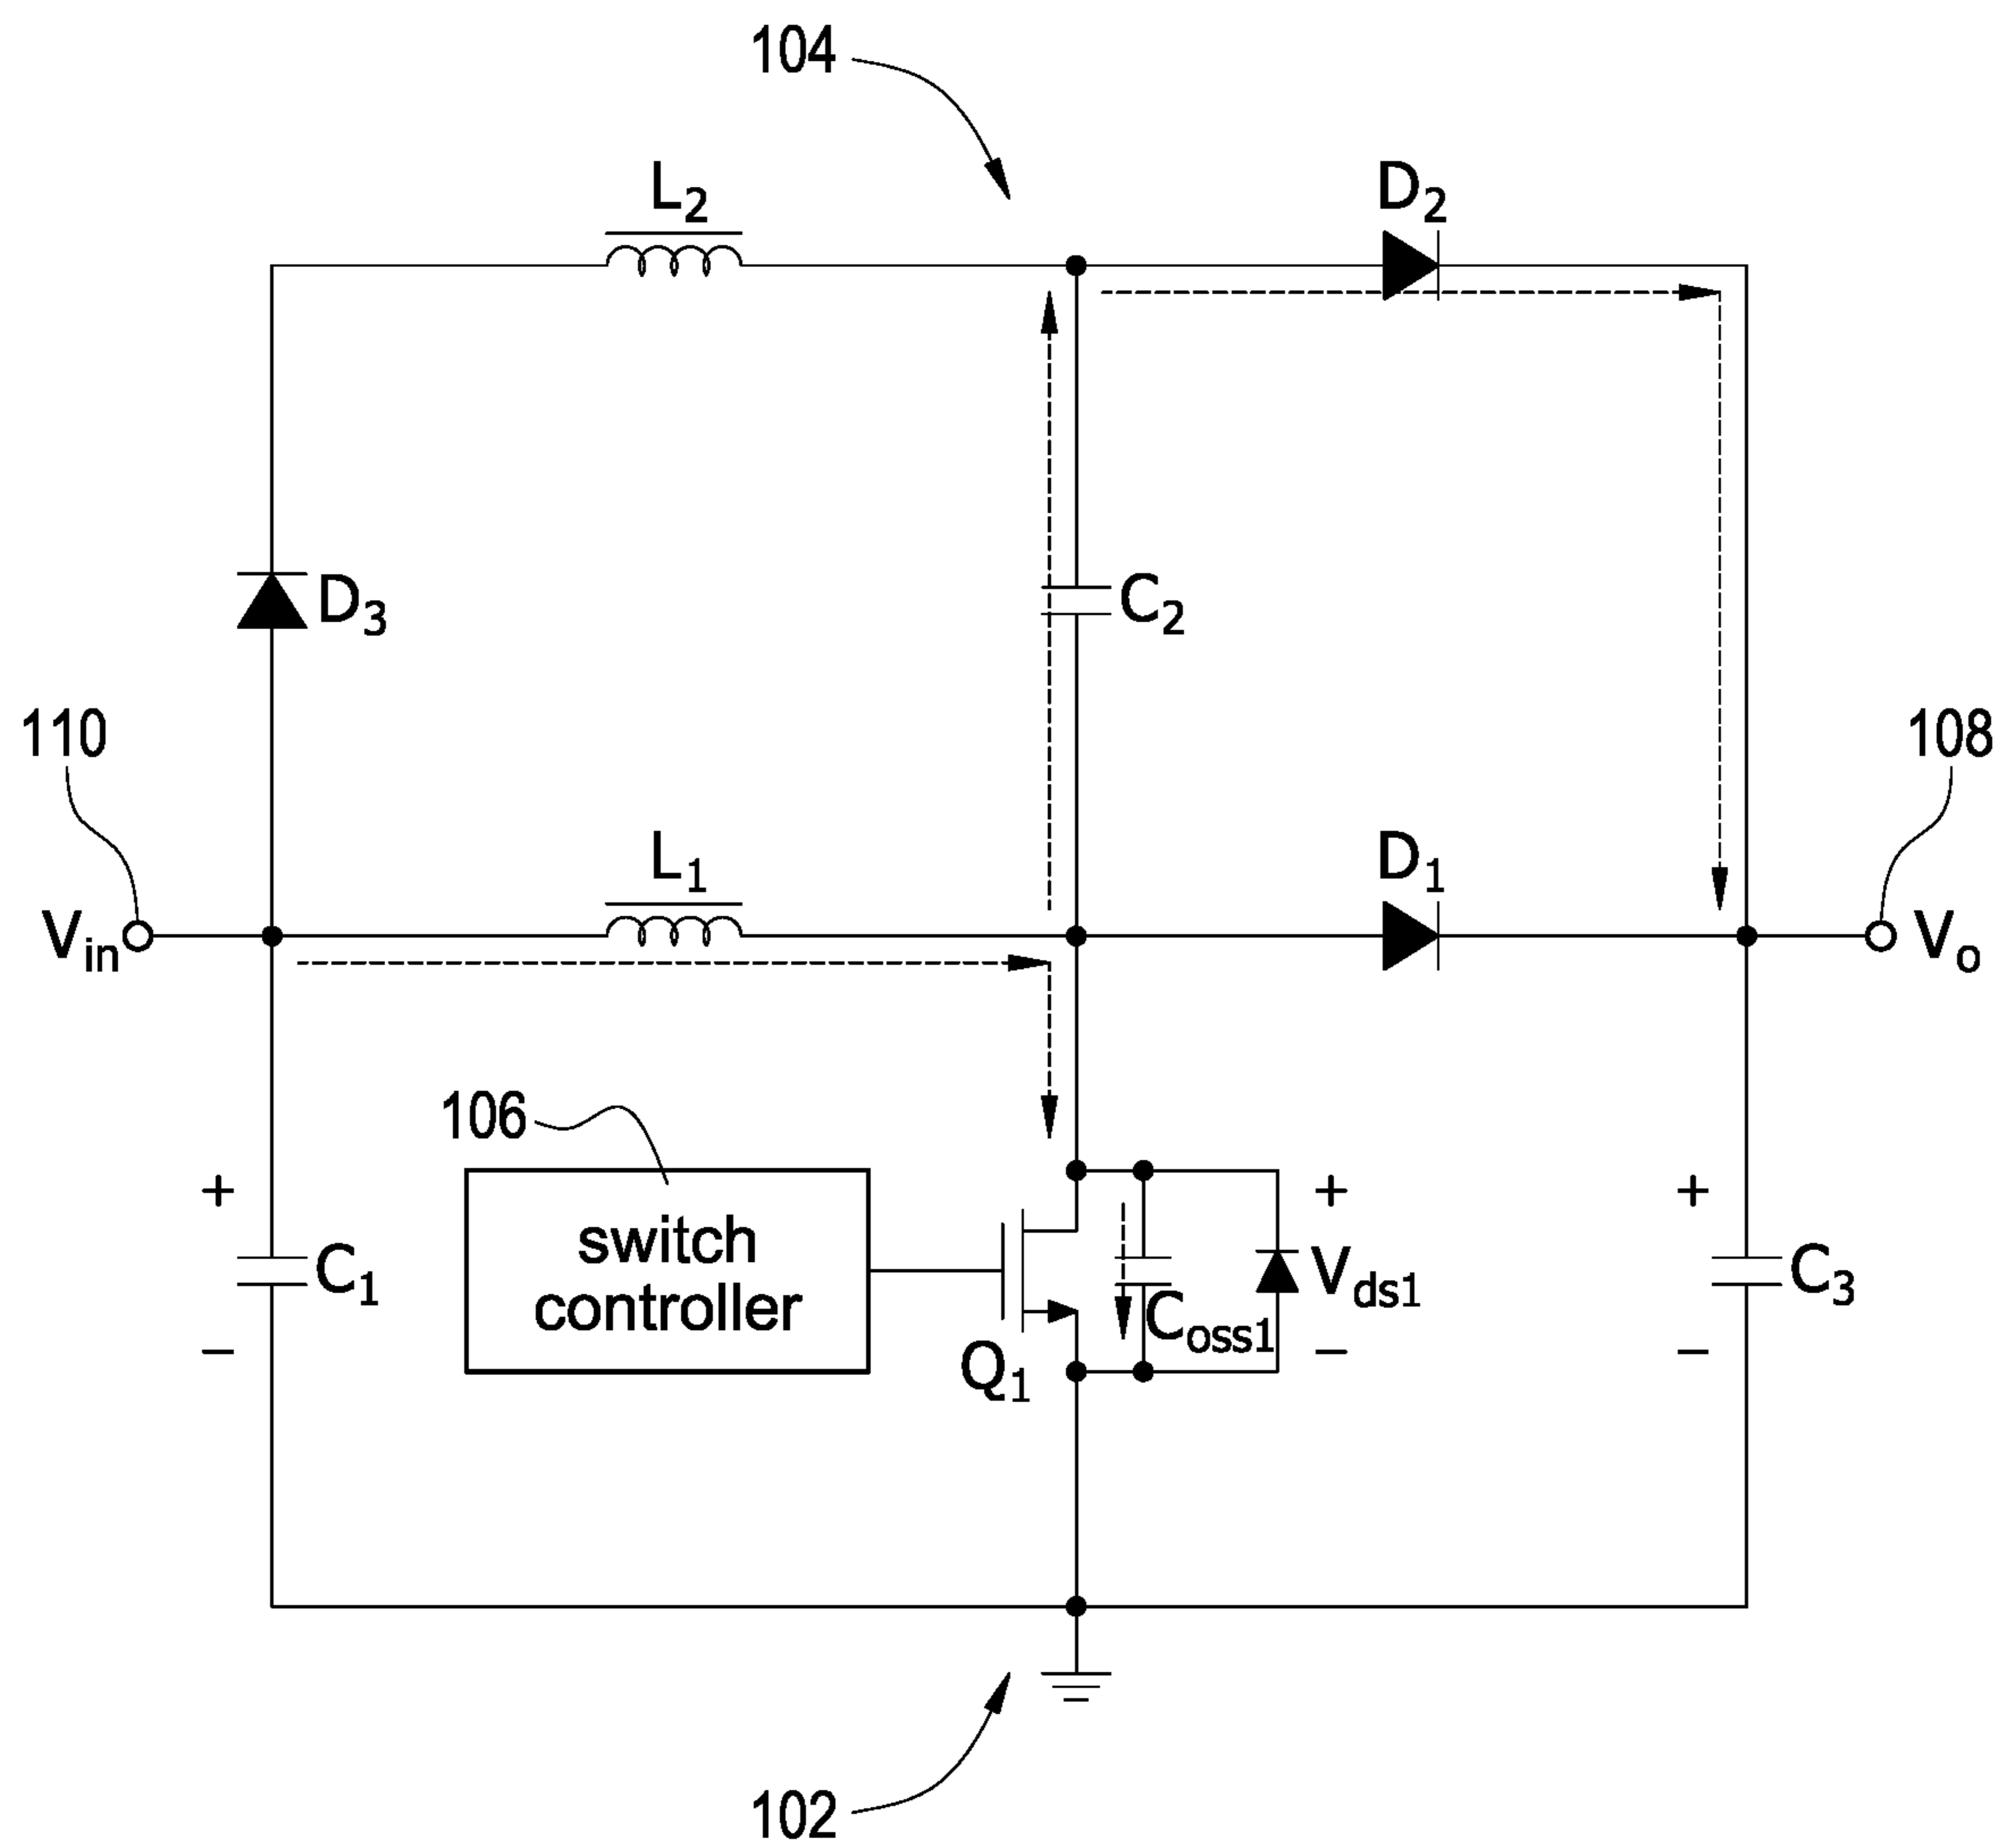 104
L2
D2
D3
C2
110
108
L1
D1
Vin
Vo
106
+
+
+
switch
controller
C1
Vds1
C3
Coss1
−
−
−
Q1
102